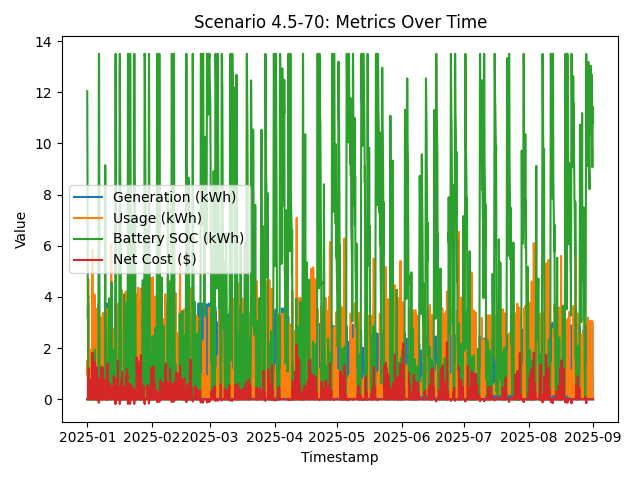 Scenario 4.5-70: Metrics Over Time
Value
14
12
10
8
6
4
2
0
Generation (kWh)
Usage (kWh)
Battery SOC (kWh)
Net Cost ($)
2025-01 2025-02 2025-03 2025-04 2025-05 2025-06 2025-07 2025-08 2025-09
Timestamp